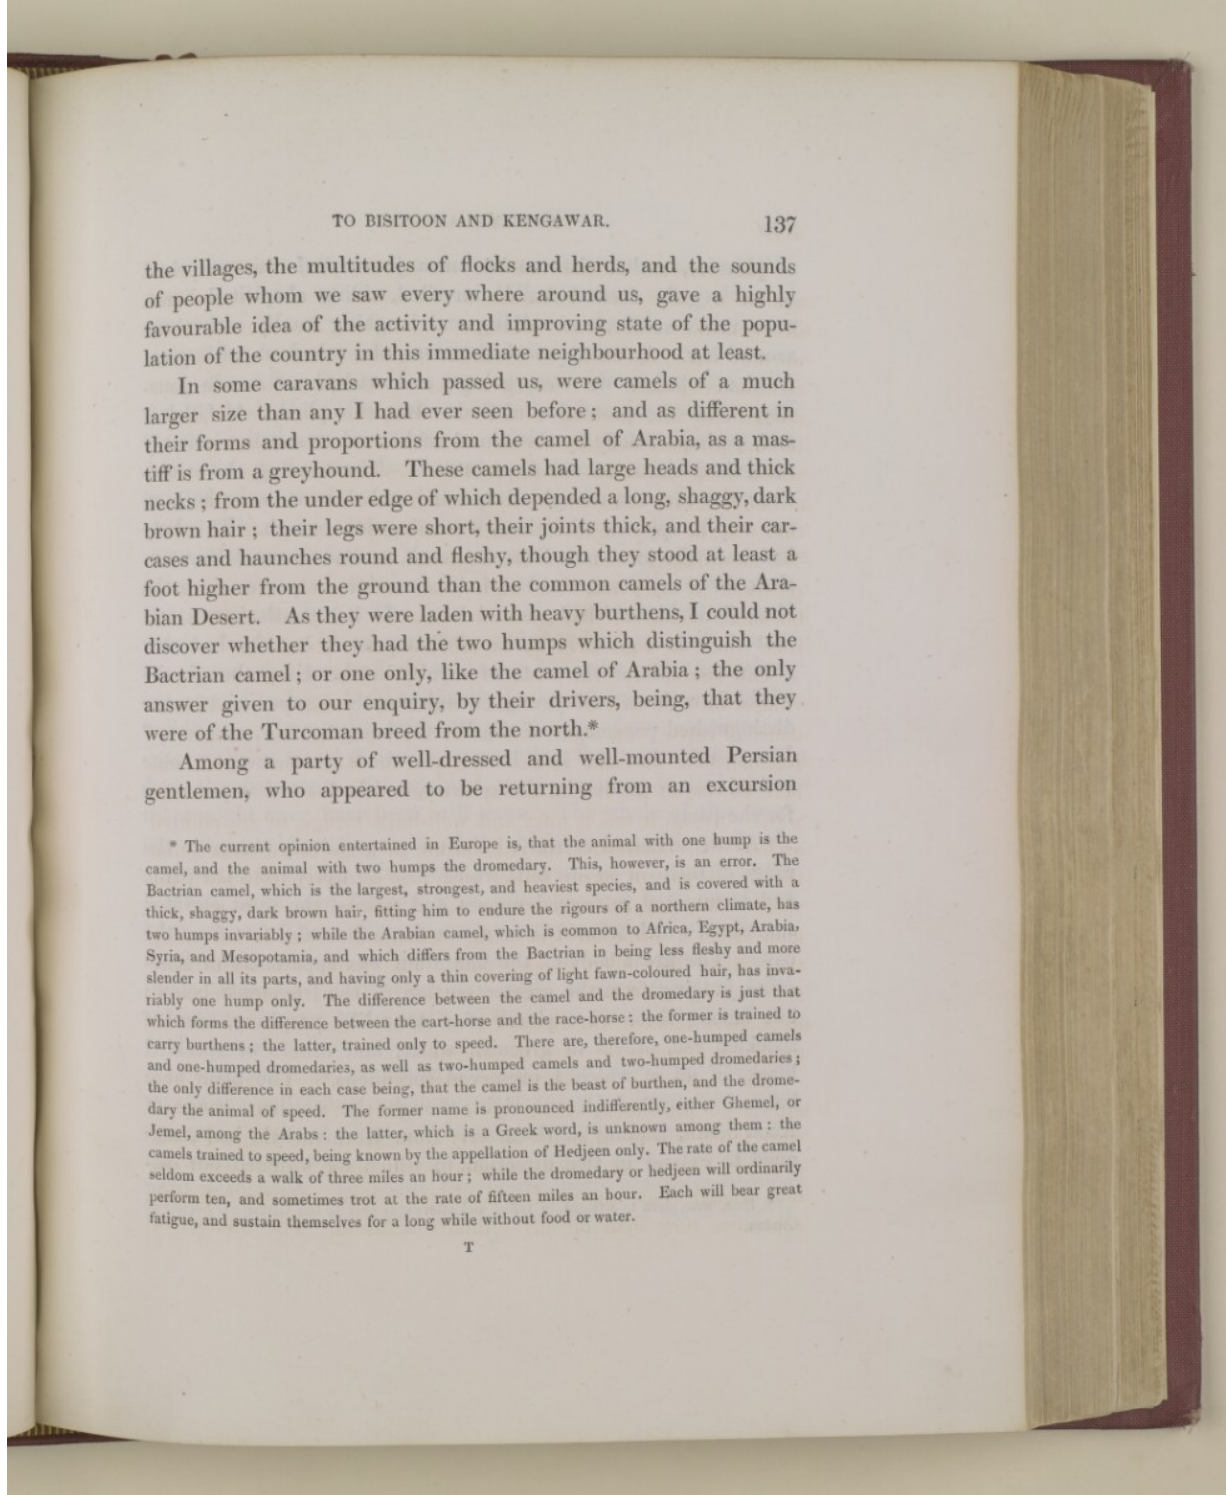 TO BISITOON AND KENGAWAR. 137
the villages, the multitudes of flocks and herds, and the sounds
of people whom we saw every where around us, gave a highly
favourable idea of the activity and improving state of the popu-
lation of the country in this immediate neighbourhood at least.
In some caravans which passed us, were camels of a much
larger size than any I had ever seen before; and as different in
their forms and proportions from the camel of Arabia, as a mas-
tiff is from a greyhound. These camels had large heads and thick
necks; from the under edge of which depended a long, shaggy, dark
brown hair; their legs were short, their joints thick, and their car-
cases and haunches round and fleshy, though they stood at least a
foot higher from the ground than the common camels of the Ara-
bian Desert. As they were laden with heavy burthens, I could not
discover whether they had the two humps which distinguish the
Bactrian camel; or one only, like the camel of Arabia; the only
answer given to our enquiry, by their drivers, being, that they
were of the Turcoman breed from the north.*
Among a party of well-dressed and well-mounted Persian
gentlemen, who appeared to be returning from an excursion
* The current opinion entertained in Europe is, that the animal with one hump is the
camel, and the animal with two humps the dromedary. This, however, is an error. The
Bactrian camel, which is the largest, strongest, and heaviest species, and is covered with a
thick, shaggy, dark brown hair, fitting him to endure the rigours of a northern climate, has
two humps invariably; while the Arabian camel, which is common to Africa, Egypt, Arabia,
Syria, and Mesopotamia, and which differs from the Bactrian in being less fleshy and more
slender in all its parts, and having only a thin covering of light fawn-coloured hair, has inva-
riably one hump only. The difference between the camel and the dromedary is just that
which forms the difference between the cart-horse and the race-horse: the former is trained to
carry burthens; the latter, trained only to speed. There are, therefore, one-humped camels
and one-humped dromedaries, as well as two-humped camels and two-humped dromedaries;
the only difference in each case being, that the camel is the beast of burthen, and the drome-
dary the animal of speed. The former name is pronounced indifferently, either Ghemel, or
Jemel, among the Arabs: the latter, which is a Greek word, is unknown among them: the
camels trained to speed, being known by the appellation of Hedjeen only. The rate of the camel
seldom exceeds a walk of three miles an hour; while the dromedary or hedjeen will ordinarily
perform ten, and sometimes trot at the rate of fifteen miles an hour. Each will bear great
fatigue, and sustain themselves for a long while without food or water.
T